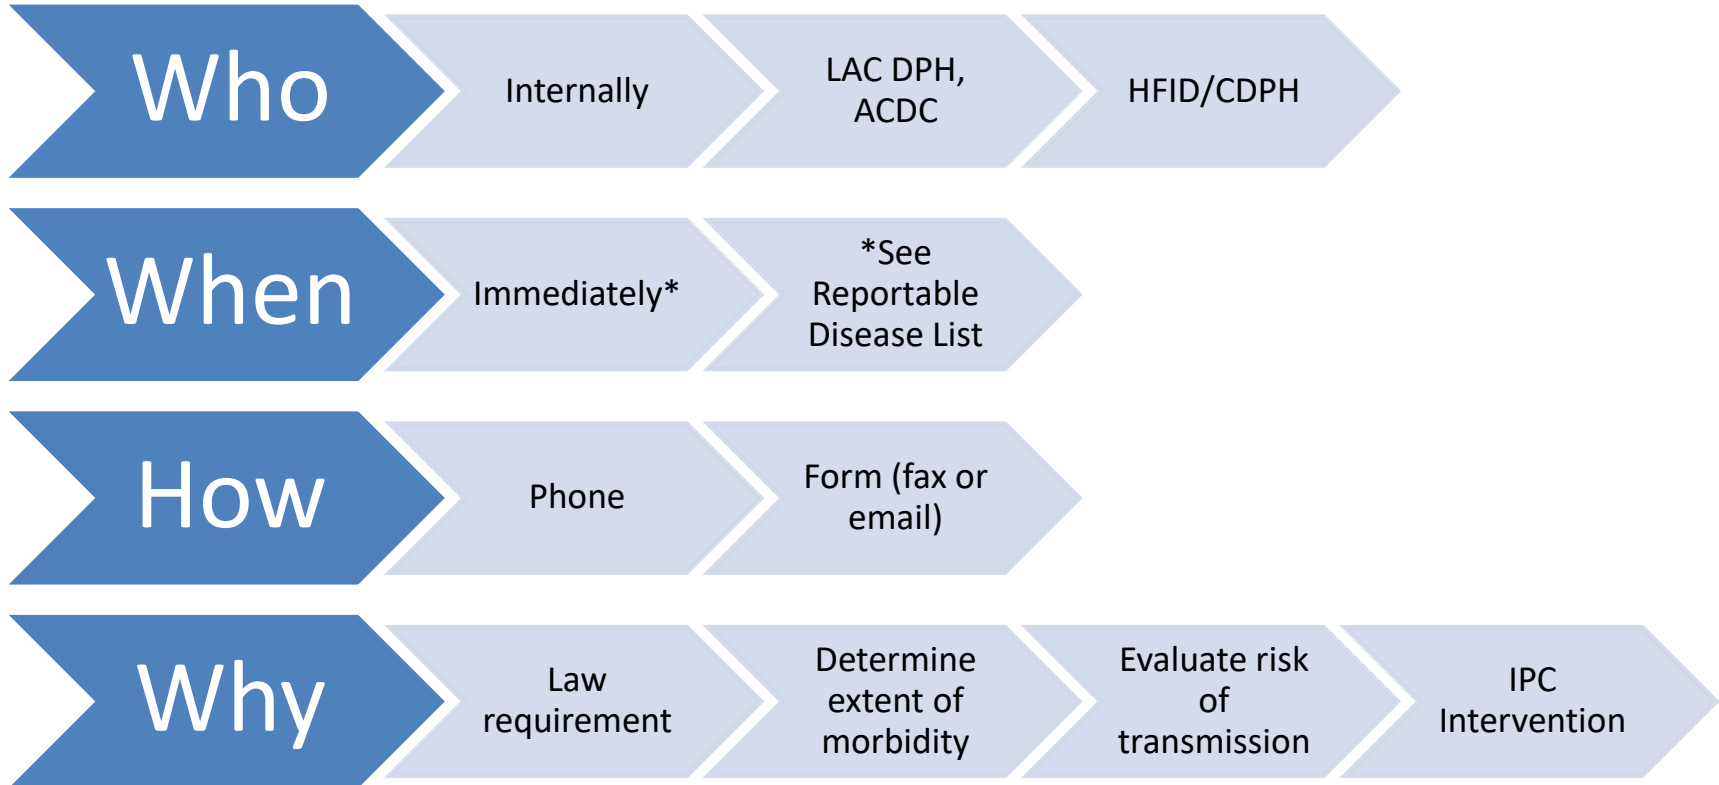 Who
Internally
LAC DPH,
ACDC
HFID/CDPH
When
Immediately*
*See
Reportable
Disease List
How
Phone
Form (fax or
email)
Why
Law
requirement
Determine
extent of
morbidity
Evaluate risk
of
transmission
IPC
Intervention